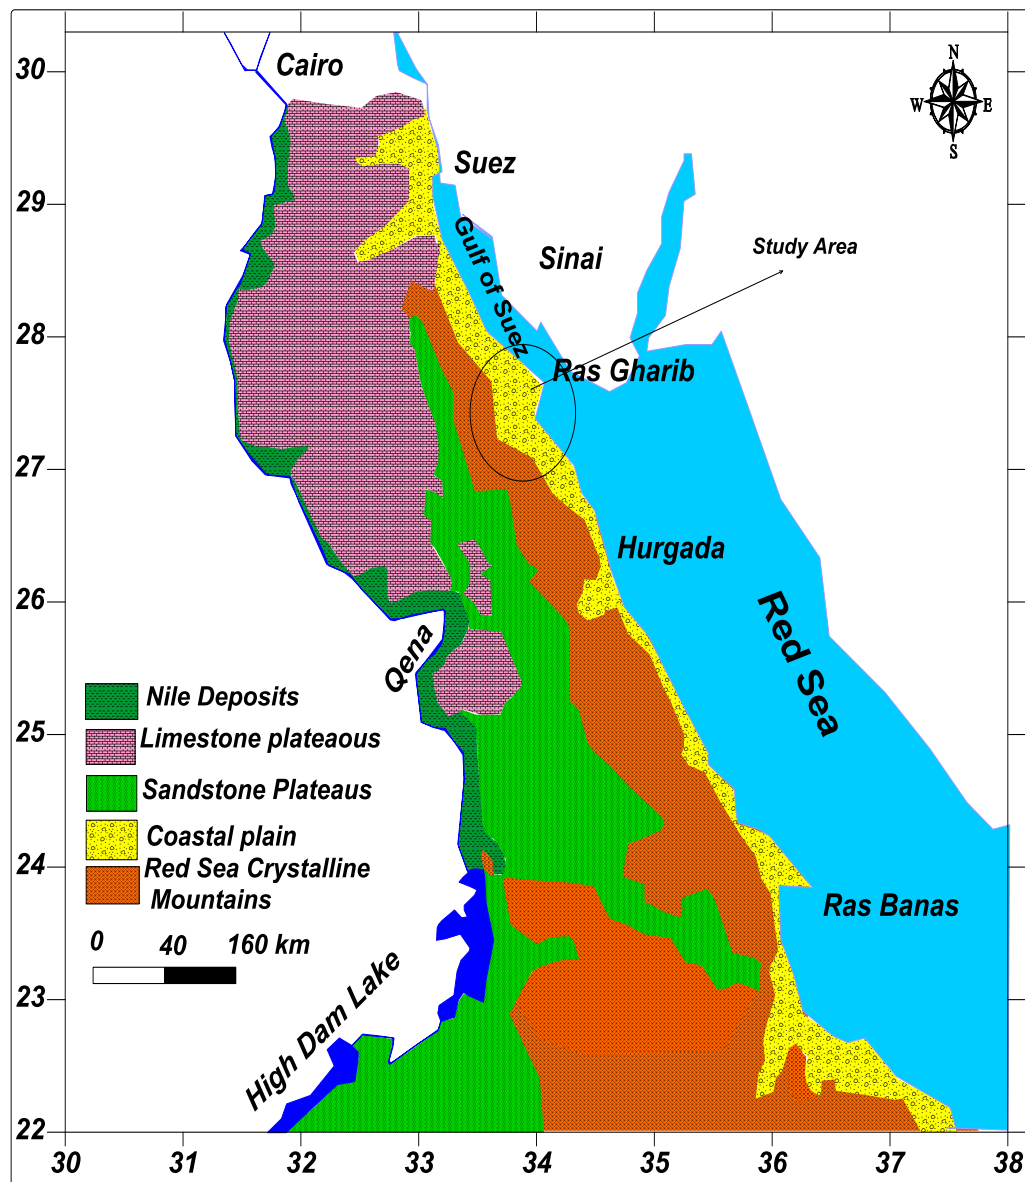 30
Cairo
N
W
E
S
Suez
29
Gulf of Suez
Sinai
Study Area
28
Ras Gharib
27
Hurgada
26
Qena
Red Sea
Nile Deposits
25
Limestone plateaous
Sandstone Plateaus
Coastal plain
24
Red Sea Crystalline
Mountains
Ras Banas
0 40 160 km
23
High Dam Lake
22
30 31 32 33 34 35 36 37 38